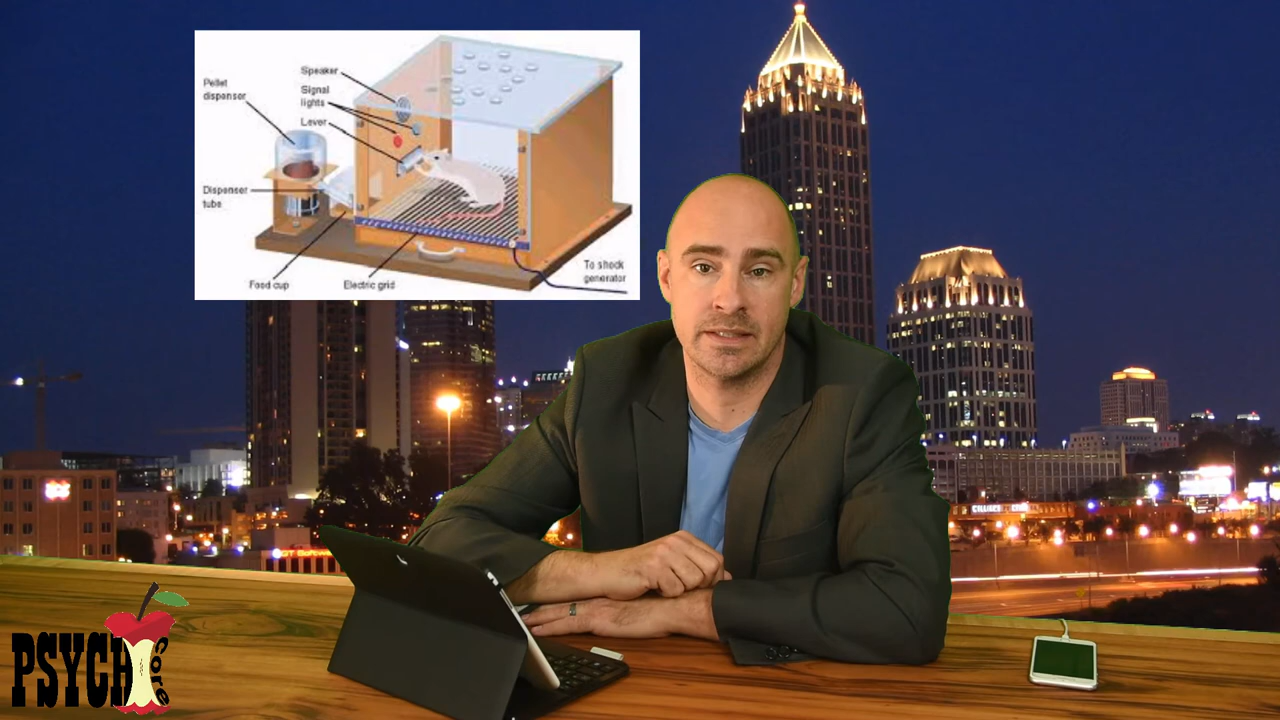 Speaker
Pellet
dispenser
Signal
lights
Lever
Dispenser
tube
To shock
generator
Food cup
Electric grid
PSYCH
core